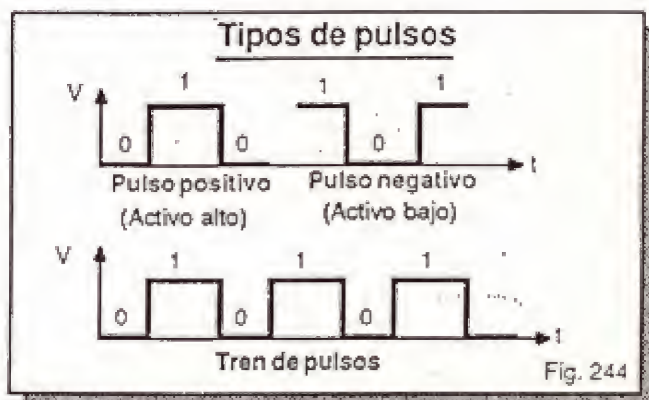 Tipos de pulsos
V 1 1 1
0 0 0
t
Pulso positivo Pulso negativo
(Activo alto) (Activo bajo)
V 1 1 1
0 0 0
t
Tren de pulsos
Fig. 244